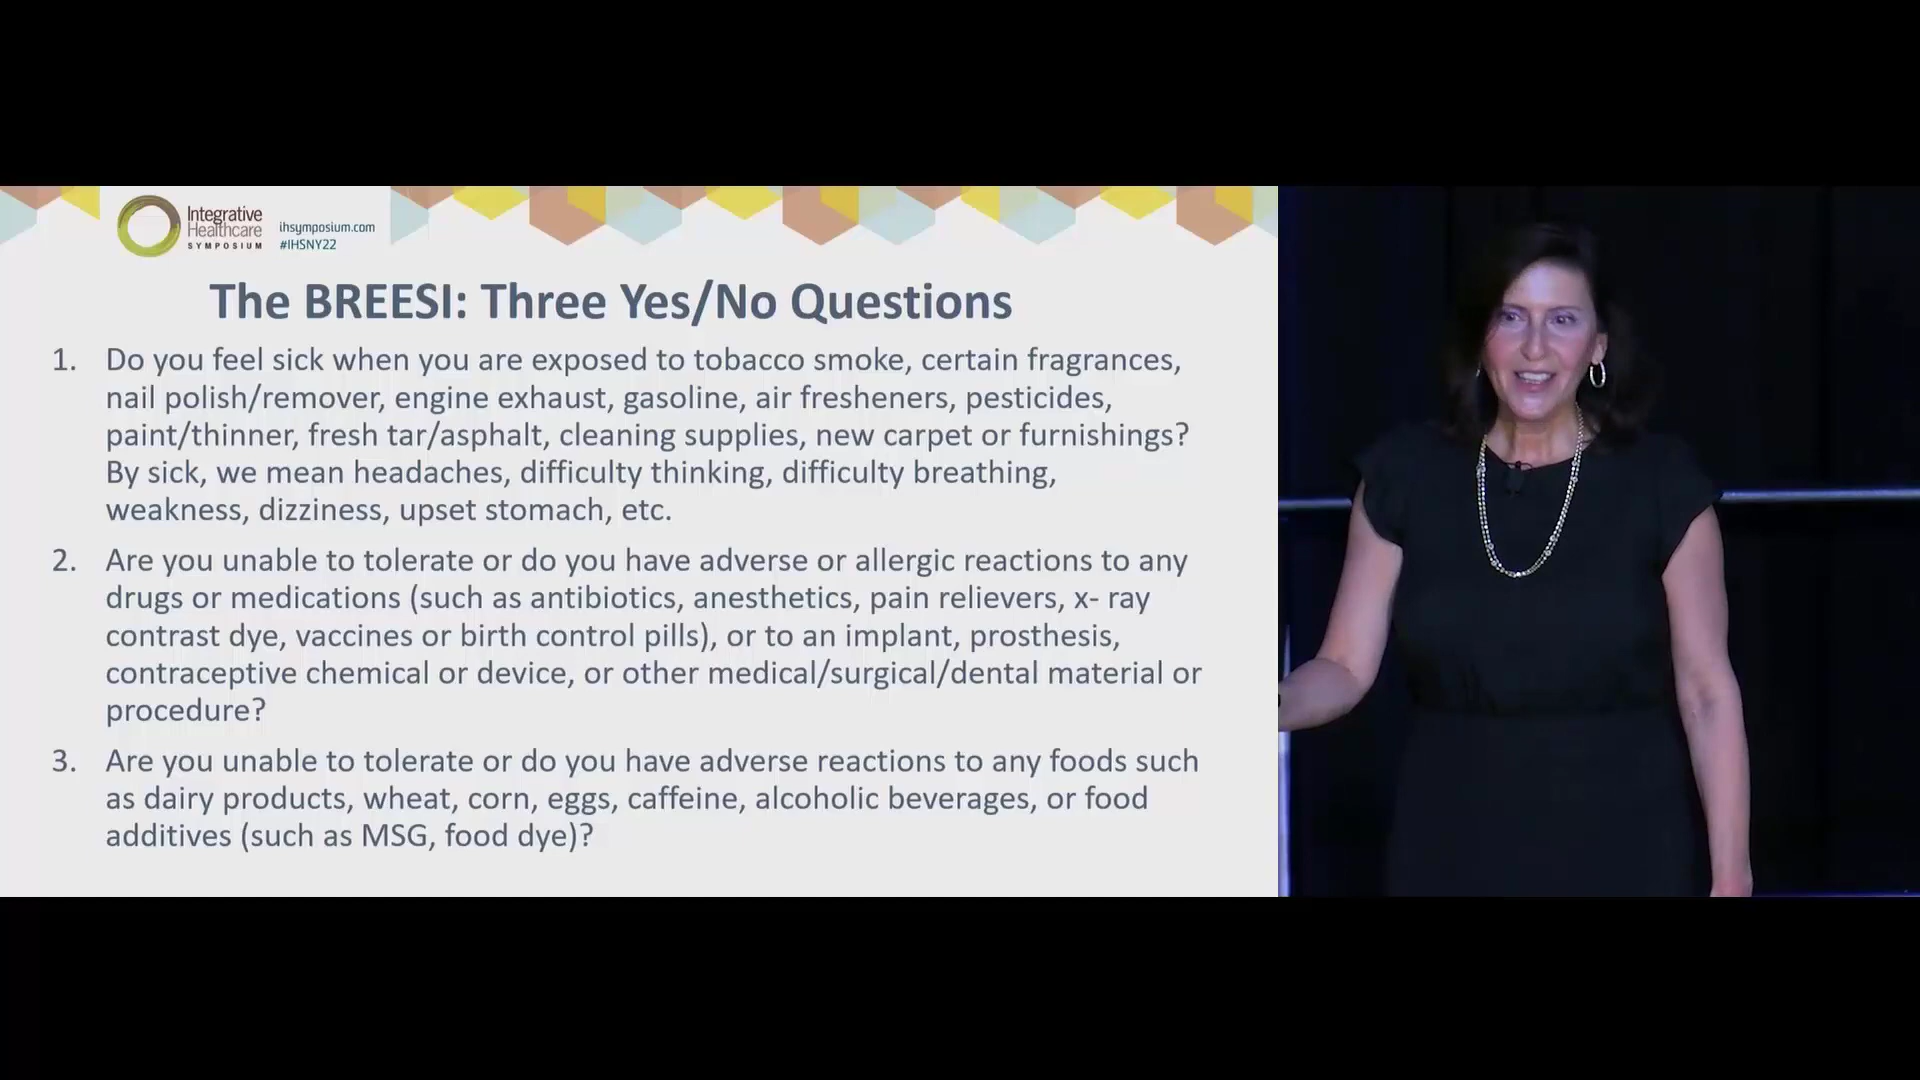 Integrative
Healthcare
SYMPOSIUM
ihsymposium.com
#IHSNY22
The BREESI: Three Yes/No Questions
1. Do you feel sick when you are exposed to tobacco smoke, certain fragrances,
nail polish/remover, engine exhaust, gasoline, air fresheners, pesticides,
paint/thinner, fresh tar/asphalt, cleaning supplies, new carpet or furnishings?
By sick, we mean headaches, difficulty thinking, difficulty breathing,
weakness, dizziness, upset stomach, etc.
2. Are you unable to tolerate or do you have adverse or allergic reactions to any
drugs or medications (such as antibiotics, anesthetics, pain relievers, x- ray
contrast dye, vaccines or birth control pills), or to an implant, prosthesis,
contraceptive chemical or device, or other medical/surgical/dental material or
procedure?
3. Are you unable to tolerate or do you have adverse reactions to any foods such
as dairy products, wheat, corn, eggs, caffeine, alcoholic beverages, or food
additives (such as MSG, food dye)?